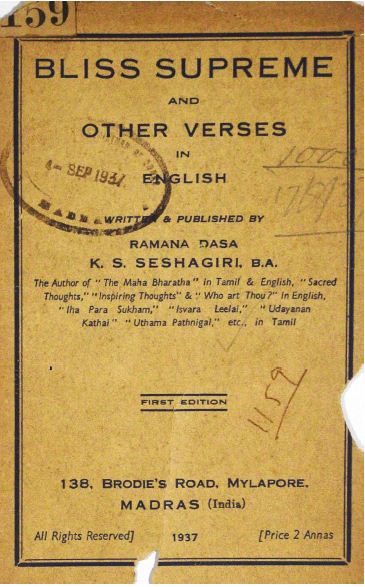 159
BLISS SUPREME
AND
OTHER VERSES
IN
ENGLISH
4- SEP 1937
1000
WRITTEN & PUBLISHED BY
RAMANA DASA
K. S. SESHAGIRI, B.A.
The Author of "The Maha Bharatha" in Tamil & English, "Sacred
Thoughts," "Inspiring Thoughts" & "Who art Thou?" in English,
"Iha Para Sukham," "Isvara Leelai," "Udayanan
Kathai" "Uthama Pathnigal," etc., in Tamil
FIRST EDITION
1159
138, BRODIE'S ROAD, MYLAPORE,
MADRAS (India)
All Rights Reserved] 1937 [Price 2 Annas